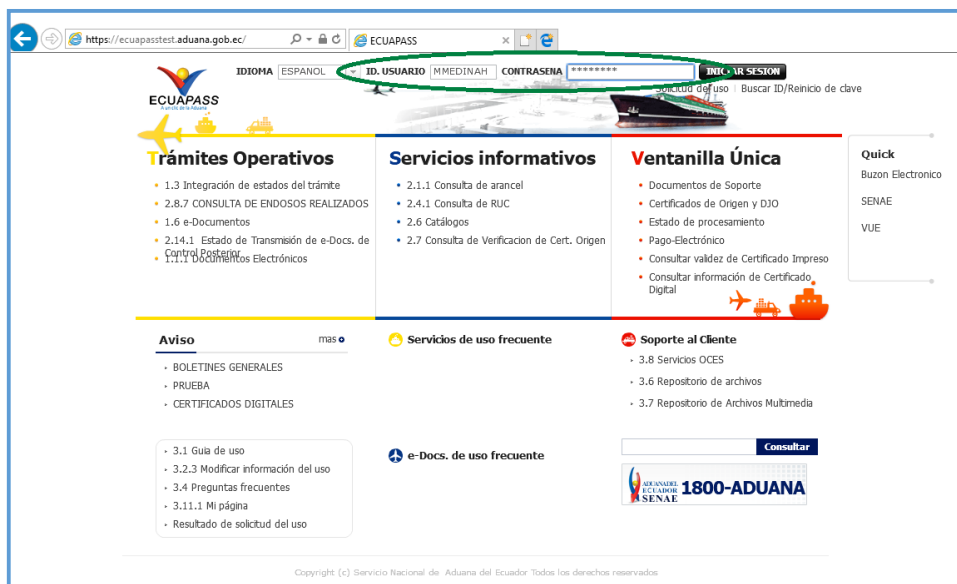 https://ecuapasstest.aduana.gob.ec/
ECUAPASS
IDIOMA ESPANOL ID. USUARIO MMEDINAH CONTRASENA ******** INICIAR SESION
Solicitud del uso | Buscar ID/Reinicio de clave
ECUAPASS
A un clic de la Aduana
Trámites Operativos
1.3 Integración de estados del trámite
2.8.7 CONSULTA DE ENDOSOS REALIZADOS
1.6 e-Documentos
2.14.1 Estado de Transmisión de e-Docs. de
Control Posterior
1.1.1 Documentos Electrónicos
Servicios informativos
2.1.1 Consulta de arancel
2.4.1 Consulta de RUC
2.6 Catálogos
2.7 Consulta de Verificacion de Cert. Origen
Ventanilla Única
Documentos de Soporte
Certificados de Origen y DJO
Estado de procesamiento
Pago-Electrónico
Consultar validez de Certificado Impreso
Consultar información de Certificado
Digital
Quick
Buzon Electronico
SENAE
VUE
Aviso mas
BOLETINES GENERALES
PRUEBA
CERTIFICADOS DIGITALES
Servicios de uso frecuente
Soporte al Cliente
3.8 Servicios OCES
3.6 Repositorio de archivos
3.7 Repositorio de Archivos Multimedia
3.1 Guia de uso
3.2.3 Modificar información del uso
3.4 Preguntas frecuentes
3.11.1 Mi página
Resultado de solicitud del uso
e-Docs. de uso frecuente
Consultar
ADUANA DEL
ECUADOR
SENAE
1800-ADUANA
Copyright (c) Servicio Nacional de Aduana del Ecuador Todos los derechos reservados